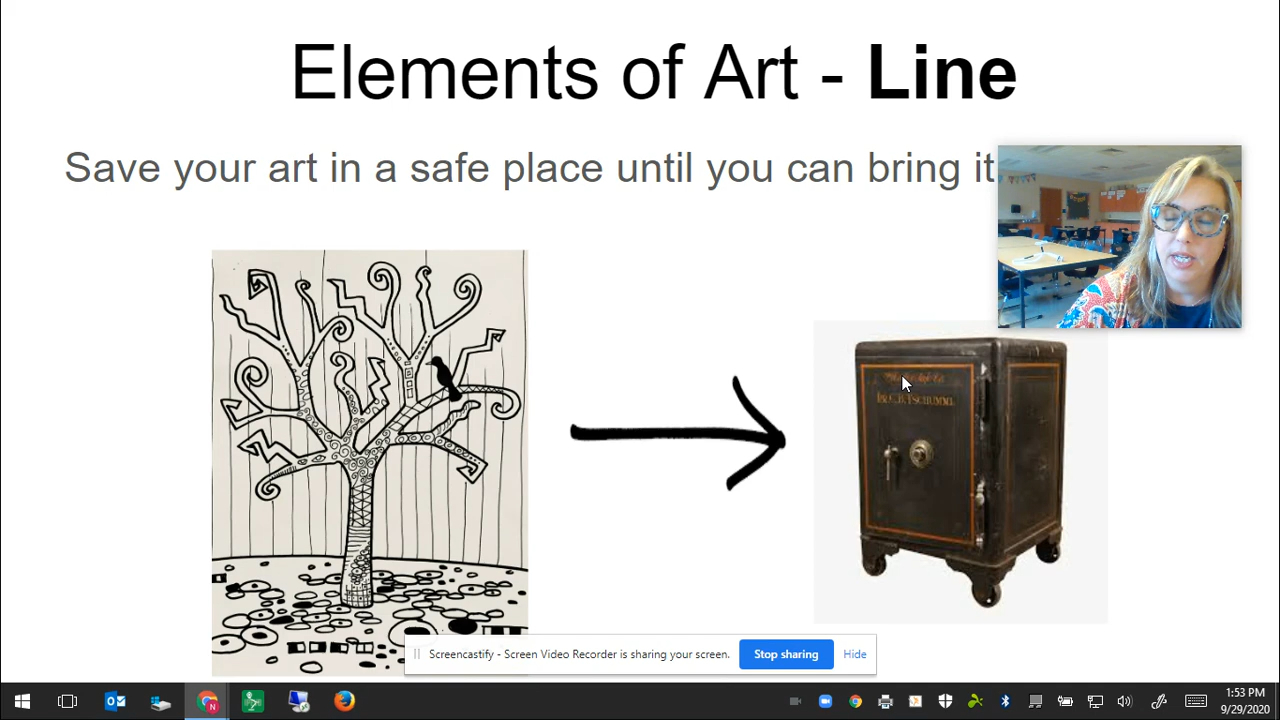 Elements of Art - Line
Save your art in a safe place until you can bring it
Screencastify - Screen Video Recorder is sharing your screen.
Stop sharing
Hide
1:53 PM
9/29/2020